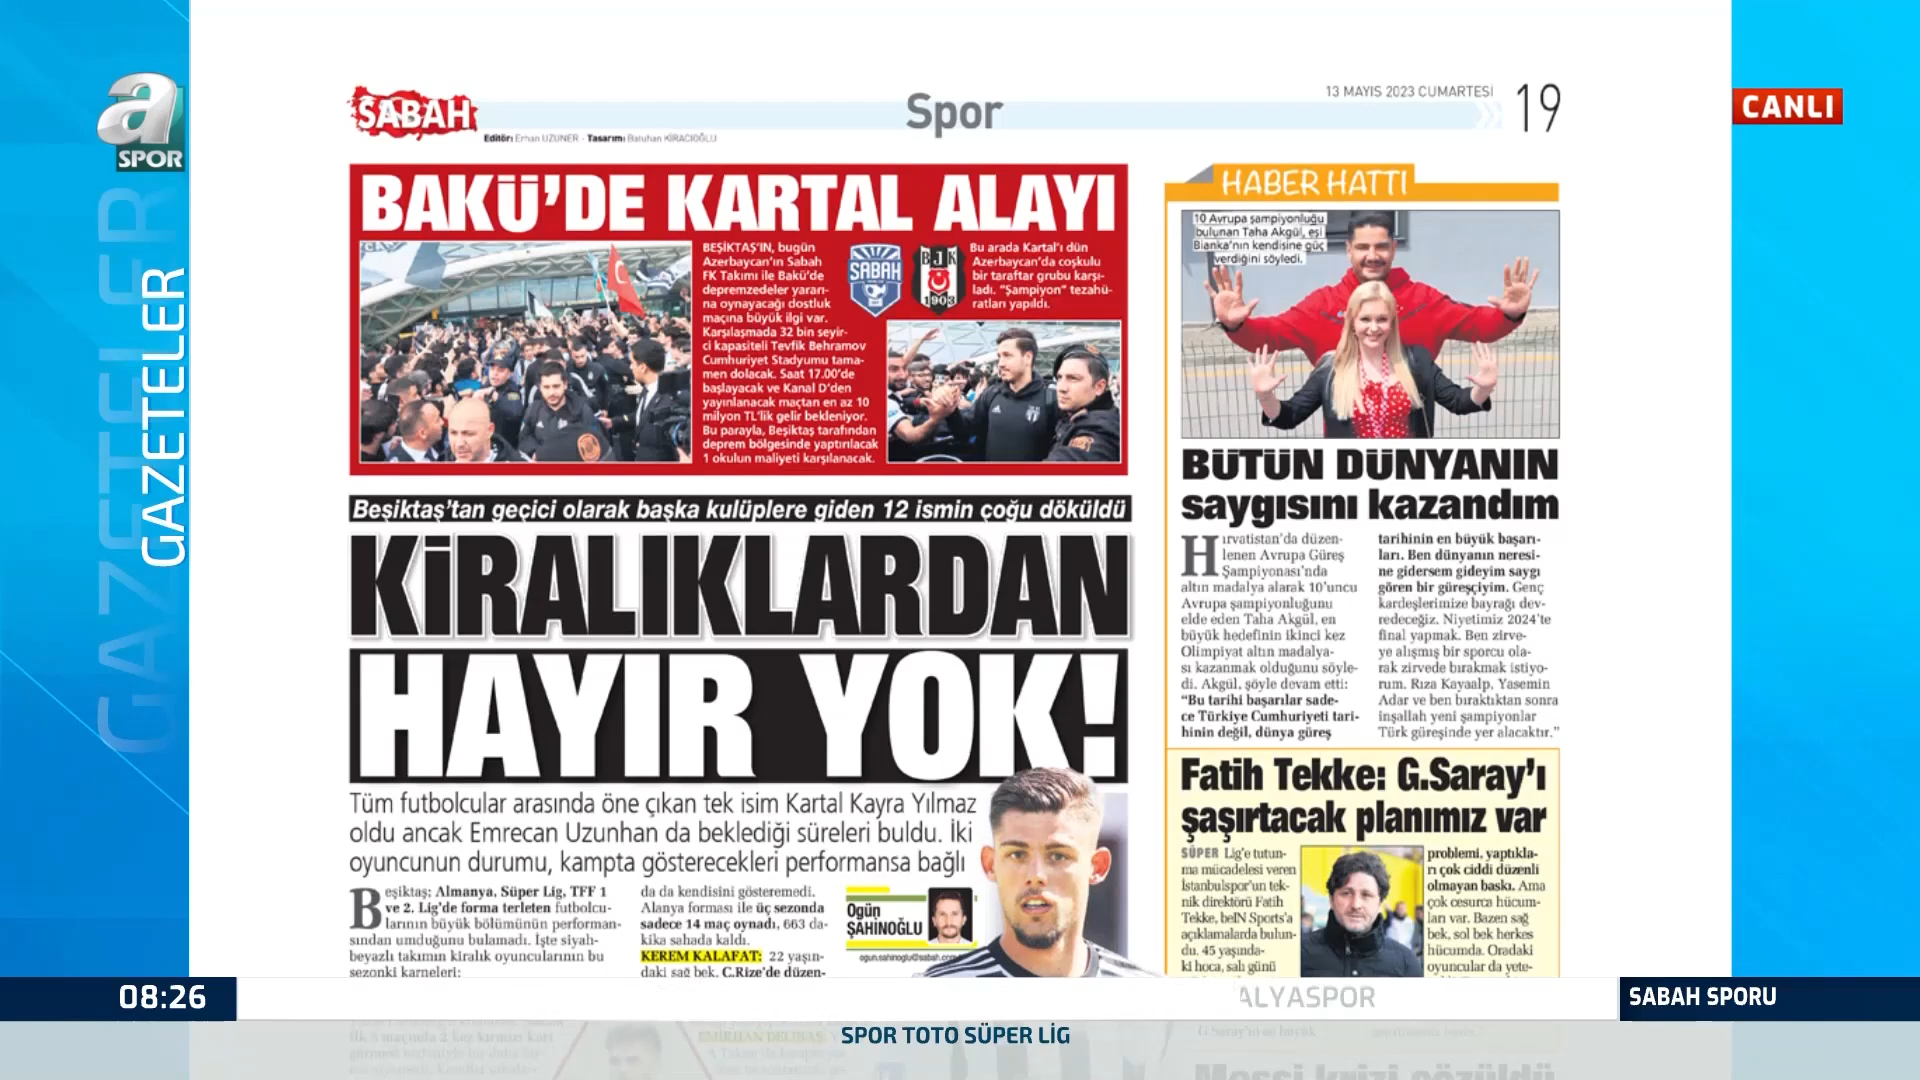 a
SPOR
GAZETELER
GAZETELER
CANLI
SABAH
Editör: Erhan UZUNER - Tasarım: Batuhan KİRACIOĞLU
Spor
13 MAYIS 2023 CUMARTESİ
19
BAKÜ'DE KARTAL ALAYI
BEŞİKTAŞ'IN, bugün
Azerbaycan'ın Sabah
FK Takımı ile Bakü'de
depremzedeler yararı-
na oynayacağı dostluk
maçına büyük ilgi var.
Karşılaşmada 32 bin seyir-
ci kapasiteli Tevfik Behramov
Cumhuriyet Stadyumu tama-
men dolacak. Saat 17.00'de
başlayacak ve Kanal D'den
yayınlanacak maçtan en az 10
milyon TL'lik gelir bekleniyor.
Bu parayla, Beşiktaş tarafından
deprem bölgesinde yaptırılacak
1 okulun maliyeti karşılanacak.
SABAH
BJK
1903
Bu arada Kartal'ı dün
Azerbaycan'da coşkulu
bir taraftar grubu karşı-
ladı. "Şampiyon" tezahü-
ratları yapıldı.
Beşiktaş'tan geçici olarak başka kulüplere giden 12 ismin çoğu döküldü
KİRALIKLARDAN
HAYIR YOK!
Tüm futbolcular arasında öne çıkan tek isim Kartal Kayra Yılmaz
oldu ancak Emrecan Uzunhan da beklediği süreleri buldu. İki
oyuncunun durumu, kampta gösterecekleri performansa bağlı
Beşiktaş; Almanya, Süper Lig, TFF 1
ve 2. Lig'de forma terleten futbolcu-
larının büyük bölümünün performan-
sından umduğunu bulamadı. İşte siyah-
beyazlı takımın kiralık oyuncularının bu
sezonki karneleri:
da da kendisini gösteremedi.
Alanya forması ile üç sezonda
sadece 14 maç oynadı, 663 da-
kika sahada kaldı.
KEREM KALAFAT: 22 yaşın-
daki sağ bek, Ç.Rize'de düzen-
Ogün
ŞAHİNOĞLU
HABER HATTI
10 Avrupa şampiyonluğu
bulunan Taha Akgül, eşi
Bianka'nın kendisine güç
verdiğini söyledi.
BÜTÜN DÜNYANIN
saygısını kazandım
Hırvatistan'da düzen-
lenen Avrupa Güreş
Şampiyonası'nda
altın madalya alarak 10'uncu
Avrupa şampiyonluğunu
elde eden Taha Akgül, en
büyük hedefinin ikinci kez
Olimpiyat altın madalya-
sı kazanmak olduğunu söyle-
di. Akgül, şöyle devam etti:
"Bu tarihi başarılar sade-
ce Türkiye Cumhuriyeti tari-
hinin değil, dünya güreş
tarihinin en büyük başarı-
ları. Ben dünyanın neresi-
ne gidersem gideyim saygı
gören bir güreşçiyim. Genç
kardeşlerimize bayrağı dev-
redeceğiz. Niyetimiz 2024'te
final yapmak. Ben zirve-
ye alışmış bir sporcu ola-
rak zirvede bırakmak istiyo-
rum. Rıza Kayaalp, Yasemin
Adar ve ben bıraktıktan sonra
inşallah yeni şampiyonlar
Türk güreşinde yer alacaktır."
Fatih Tekke: G.Saray'ı
şaşırtacak planımız var
SÜPER Lig'e tutun-
ma mücadelesi veren
İstanbulspor'un tek-
nik direktörü Fatih
Tekke, beIN Sports'a
açıklamalarda bulun-
du. 45 yaşında-
ki hoca, salı günü
problemi, yaptıkla-
rı çok ciddi düzenli
olmayan baskı. Ama
çok cesurca hücum-
ları var. Bazen sağ
bek, sol bek herkes
hücumda. Oradaki
oyuncular da yete-
08:26
ALYASPOR
SABAH SPORU
SPOR TOTO SÜPER LİG